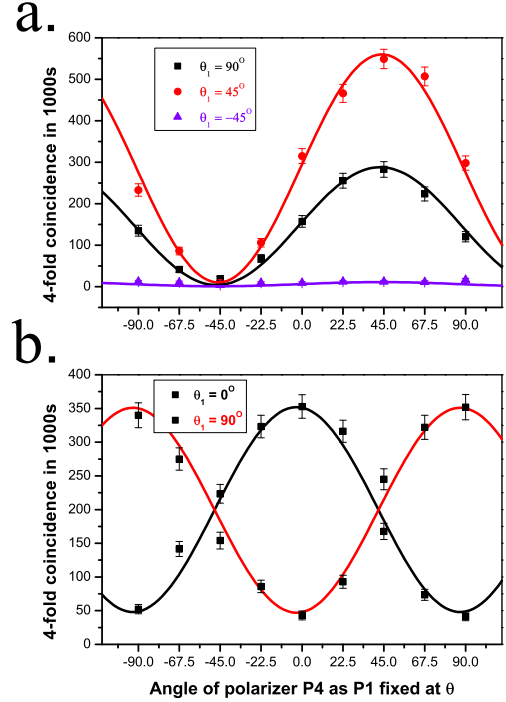 a.
4-fold coincidence in 1000s
600
500
400
300
200
100
0
θ₁ = 90°
θ₁ = 45°
θ₁ = −45°
-90.0 -67.5 -45.0 -22.5 0.0 22.5 45.0 67.5 90.0
b.
4-fold coincidence in 1000s
400
350
300
250
200
150
100
50
0
θ₁ = 0°
θ₁ = 90°
-90.0 -67.5 -45.0 -22.5 0.0 22.5 45.0 67.5 90.0
Angle of polarizer P4 as P1 fixed at θ